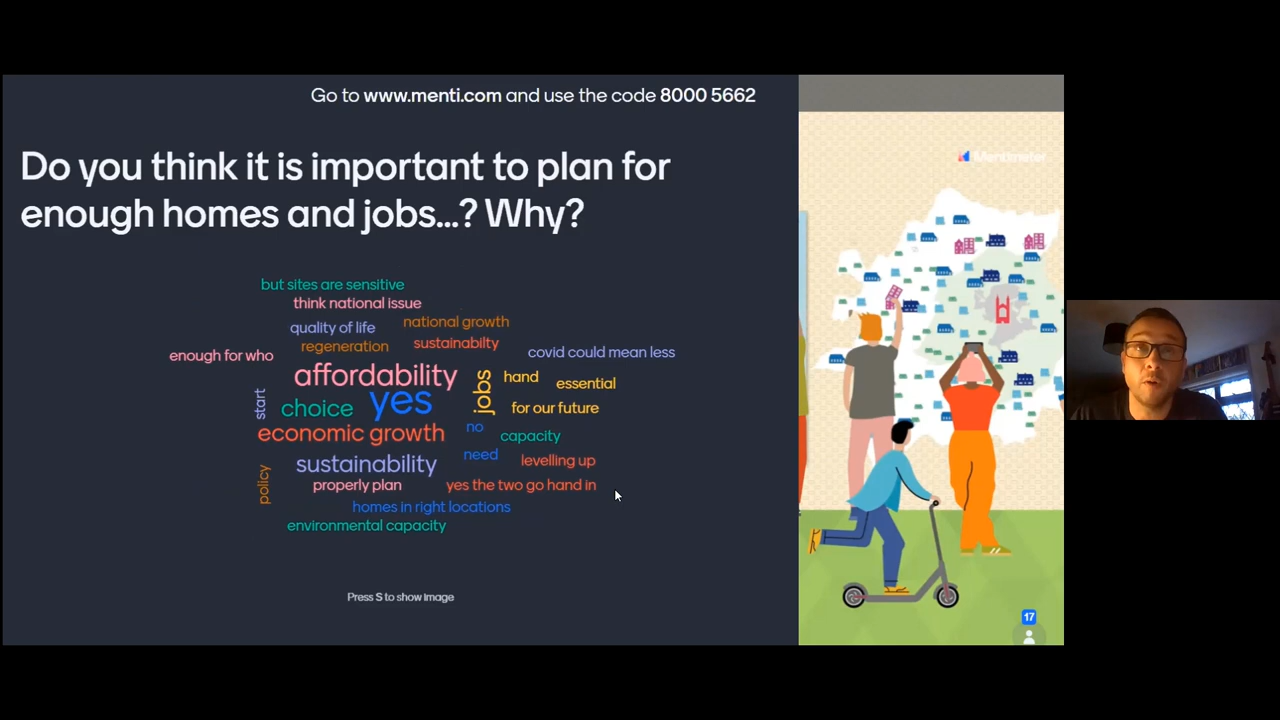 Go to www.menti.com and use the code 8000 5662
Mentimeter
Do you think it is important to plan for
enough homes and jobs...? Why?
but sites are sensitive
think national issue
national growth
quality of life
sustainabilty
regeneration
covid could mean less
enough for who
affordability
hand
essential
jobs
start
yes
choice
for our future
no
economic growth
capacity
need
levelling up
sustainability
policy
properly plan
yes the two go hand in
homes in right locations
environmental capacity
Press S to show image
17